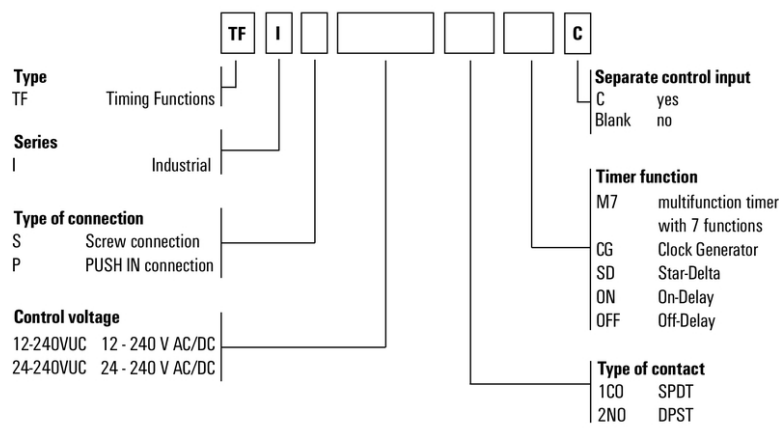 TF I C
Type
TF Timing Functions
Series
I Industrial
Type of connection
S Screw connection
P PUSH IN connection
Control voltage
12-240VUC 12 - 240 V AC/DC
24-240VUC 24 - 240 V AC/DC
Separate control input
C yes
Blank no
Timer function
M7 multifunction timer
with 7 functions
CG Clock Generator
SD Star-Delta
ON On-Delay
OFF Off-Delay
Type of contact
1CO SPDT
2NO DPST